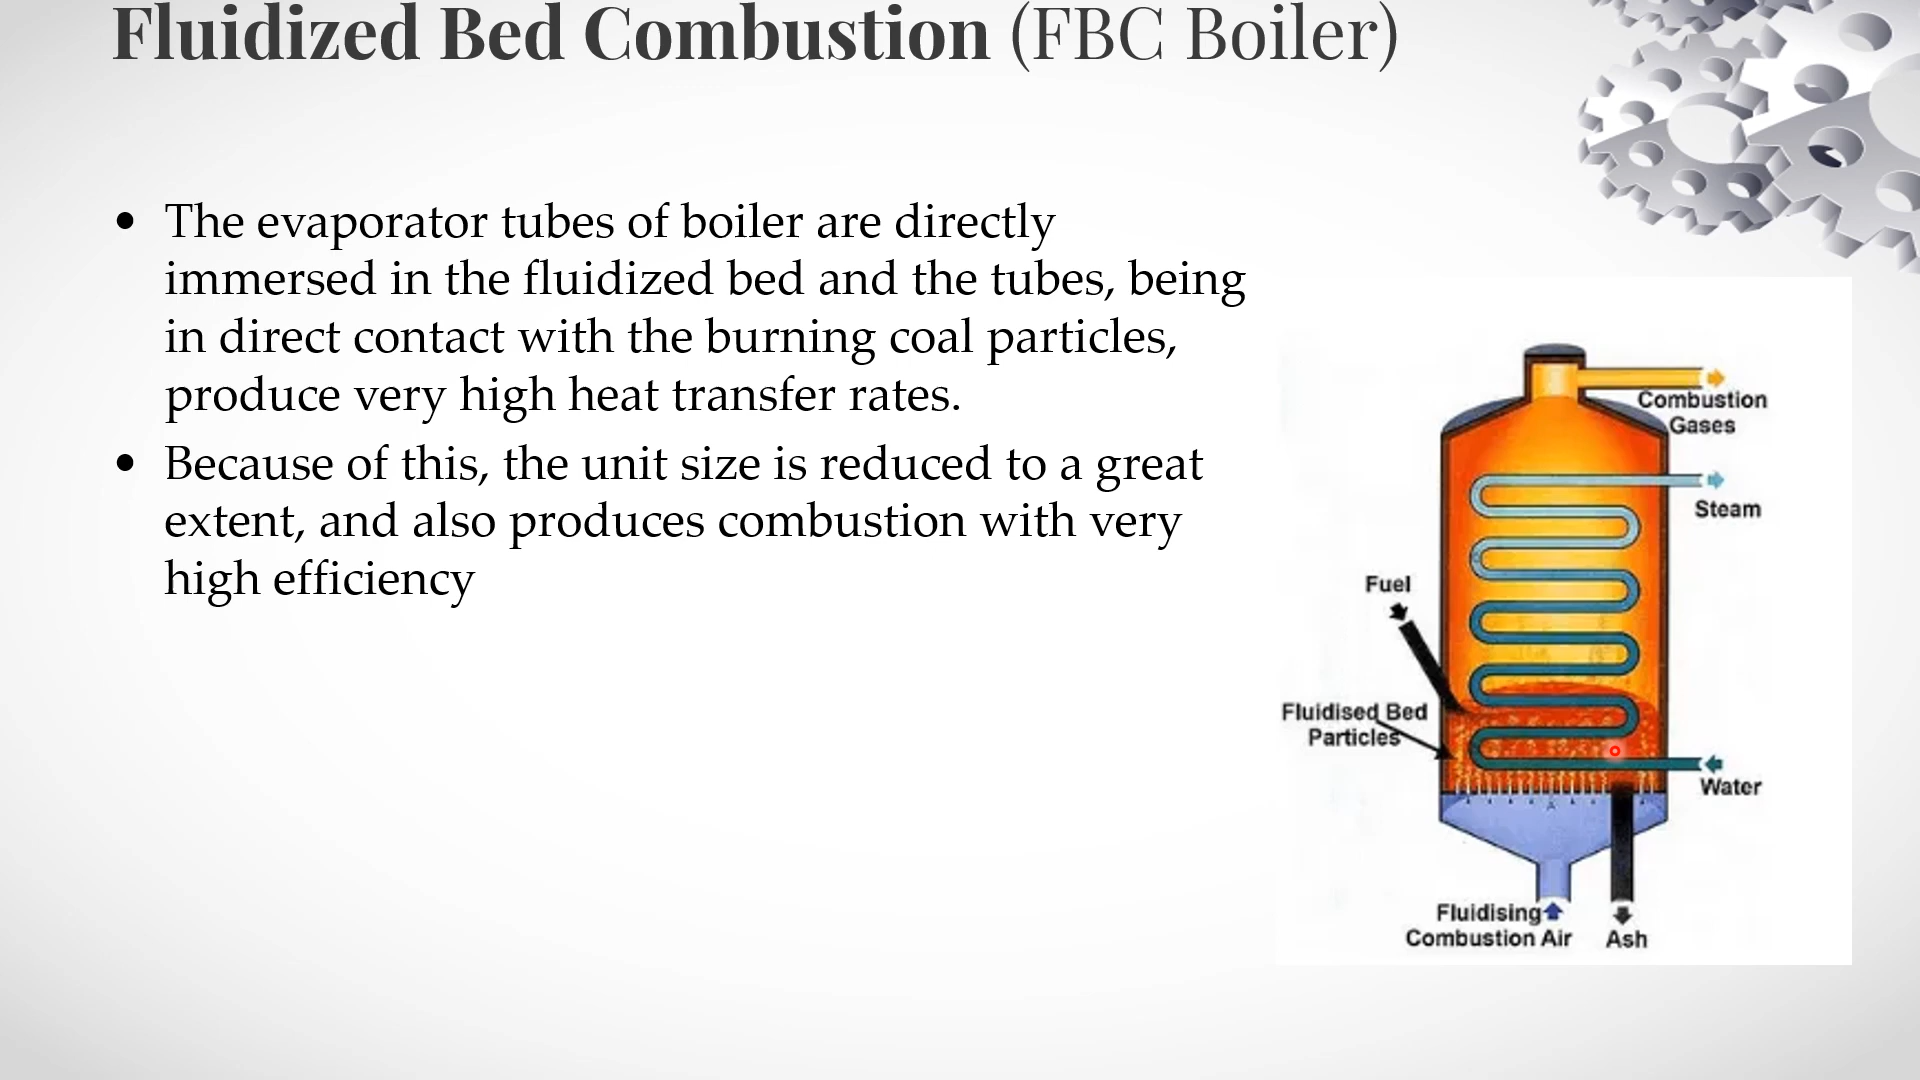 Fluidized Bed Combustion (FBC Boiler)
• The evaporator tubes of boiler are directly
immersed in the fluidized bed and the tubes, being
in direct contact with the burning coal particles,
produce very high heat transfer rates.
• Because of this, the unit size is reduced to a great
extent, and also produces combustion with very
high efficiency
Combustion
Gases
Steam
Fuel
Fluidised Bed
Particles
Water
Fluidising
Combustion Air
Ash